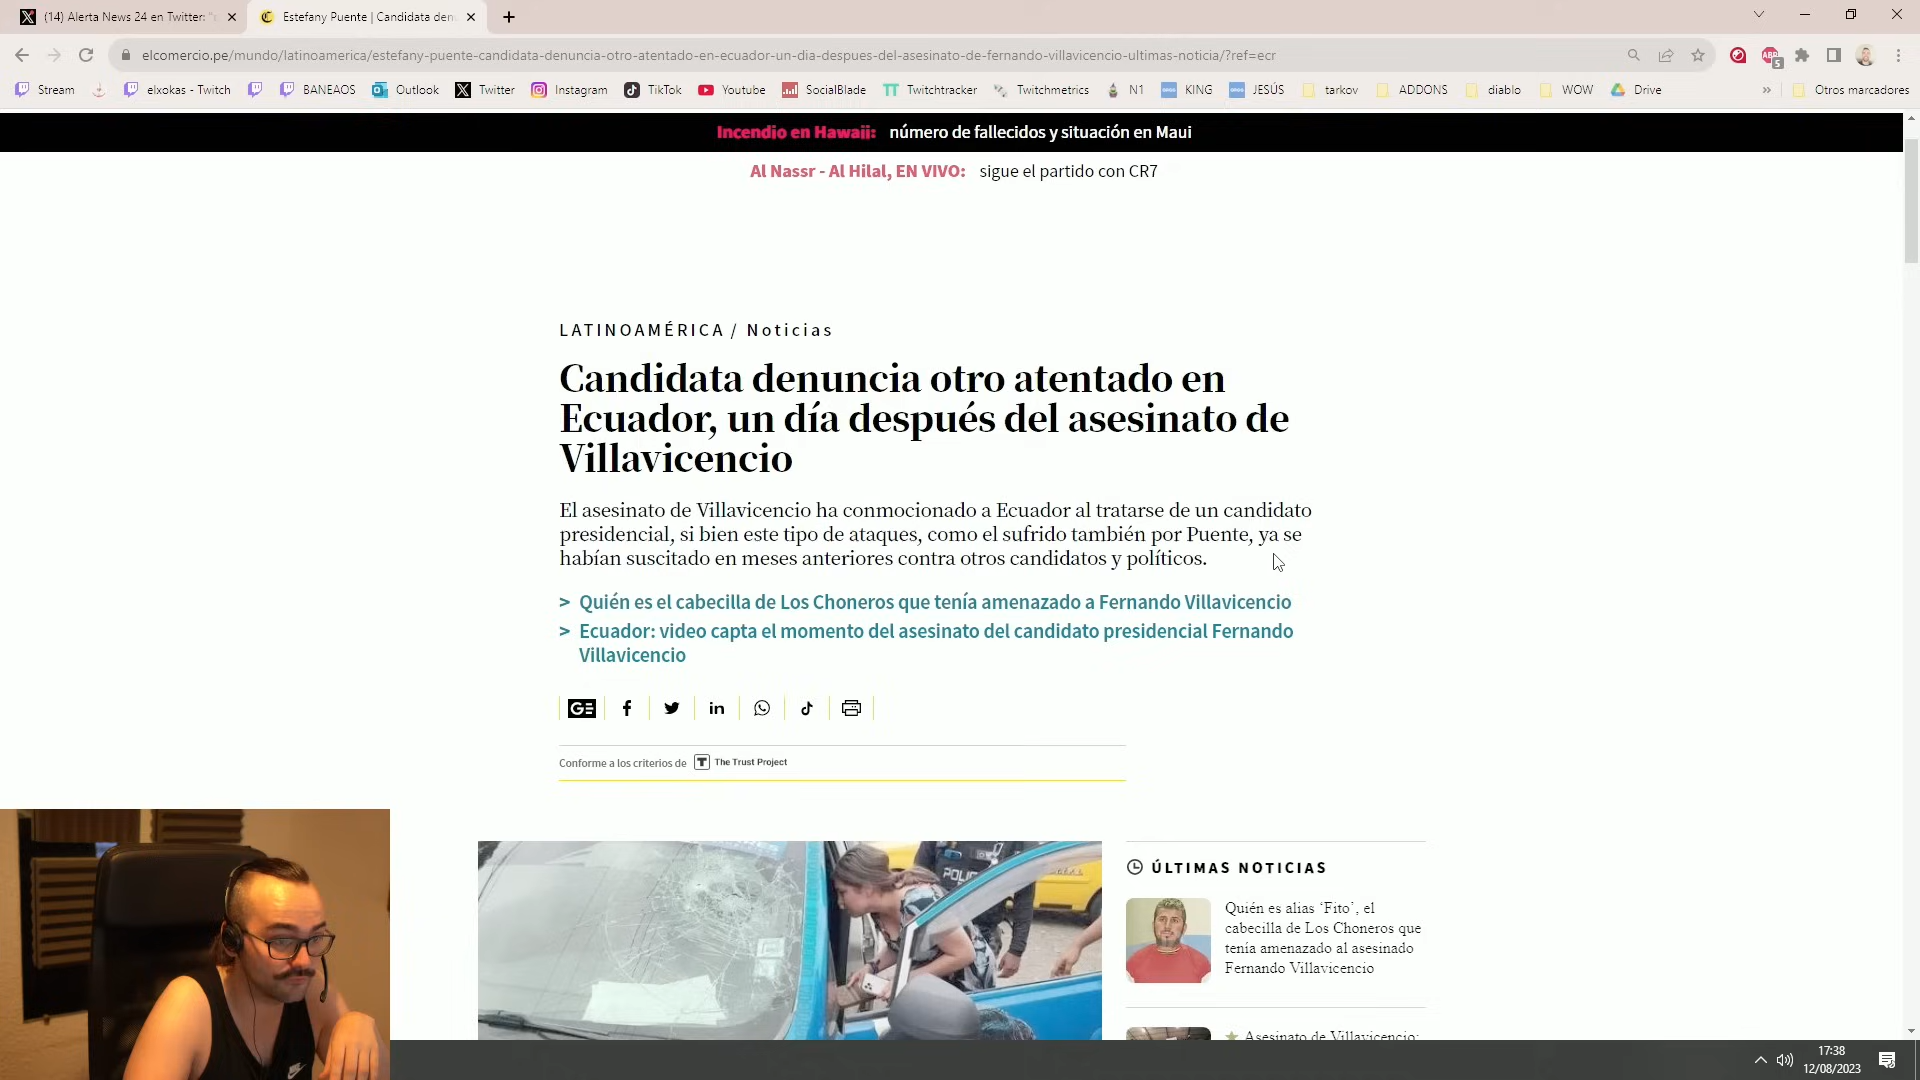 (14) Alerta News 24 en Twitter: "
Estefany Puente | Candidata den
elcomercio.pe/mundo/latinoamerica/estefany-puente-candidata-denuncia-otro-atentado-en-ecuador-un-dia-despues-del-asesinato-de-fernando-villavicencio-ultimas-noticia/?ref=ecr
ABP
5
Stream
elxokas - Twitch
BANEAOS
Outlook
Twitter
Instagram
TikTok
Youtube
SocialBlade
Twitchtracker
Twitchmetrics
N1
KING
JESÚS
tarkov
ADDONS
diablo
WOW
Drive
»
Otros marcadores
Incendio en Hawaii: número de fallecidos y situación en Maui
Al Nassr - Al Hilal, EN VIVO: sigue el partido con CR7
LATINOAMÉRICA / Noticias
Candidata denuncia otro atentado en
Ecuador, un día después del asesinato de
Villavicencio
El asesinato de Villavicencio ha conmocionado a Ecuador al tratarse de un candidato
presidencial, si bien este tipo de ataques, como el sufrido también por Puente, ya se
habían suscitado en meses anteriores contra otros candidatos y políticos.
> Quién es el cabecilla de Los Choneros que tenía amenazado a Fernando Villavicencio
> Ecuador: video capta el momento del asesinato del candidato presidencial Fernando
Villavicencio
Conforme a los criterios de The Trust Project
POLIC
ÚLTIMAS NOTICIAS
Quién es alias ‘Fito’, el
cabecilla de Los Choneros que
tenía amenazado al asesinado
Fernando Villavicencio
Asesinato de Villavicencio:
17:38
12/08/2023